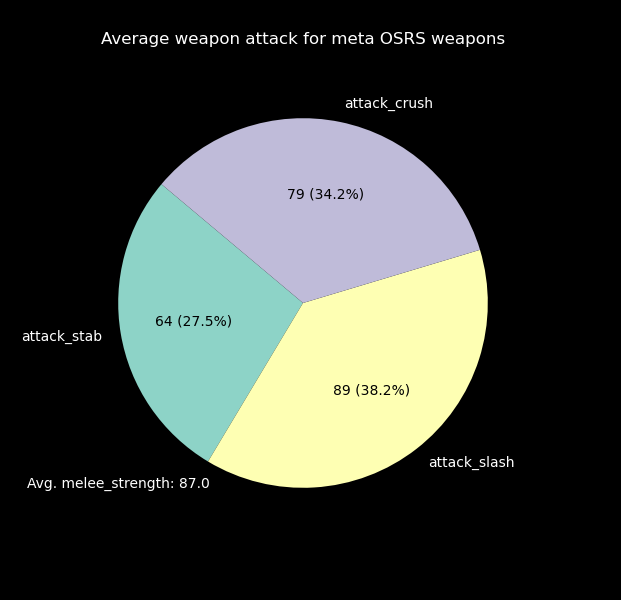 Average weapon attack for meta OSRS weapons
attack_crush
79 (34.2%)
64 (27.5%)
attack_stab
89 (38.2%)
attack_slash
Avg. melee_strength: 87.0